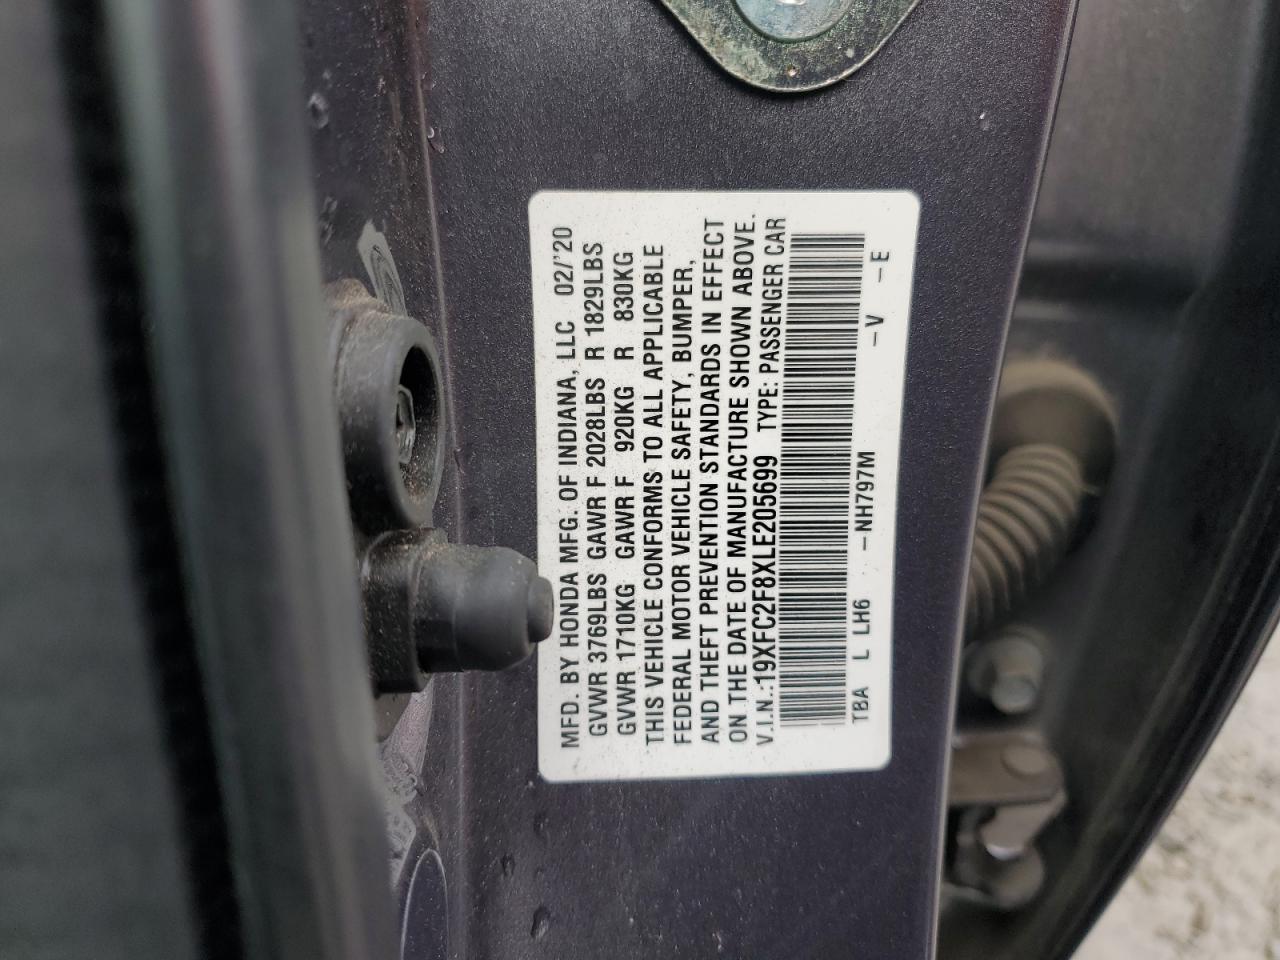 MFD. BY HONDA MFG. OF INDIANA, LLC 02/'20
GVWR 3769LBS GAWR F 2028LBS R 1829LBS
GVWR 1710KG GAWR F 920KG R 830KG
THIS VEHICLE CONFORMS TO ALL APPLICABLE
FEDERAL MOTOR VEHICLE SAFETY, BUMPER,
AND THEFT PREVENTION STANDARDS IN EFFECT
ON THE DATE OF MANUFACTURE SHOWN ABOVE.
V.I.N.:19XFC2F8XLE205699 TYPE: PASSENGER CAR
TBA L LH6 -NH797M -V -E